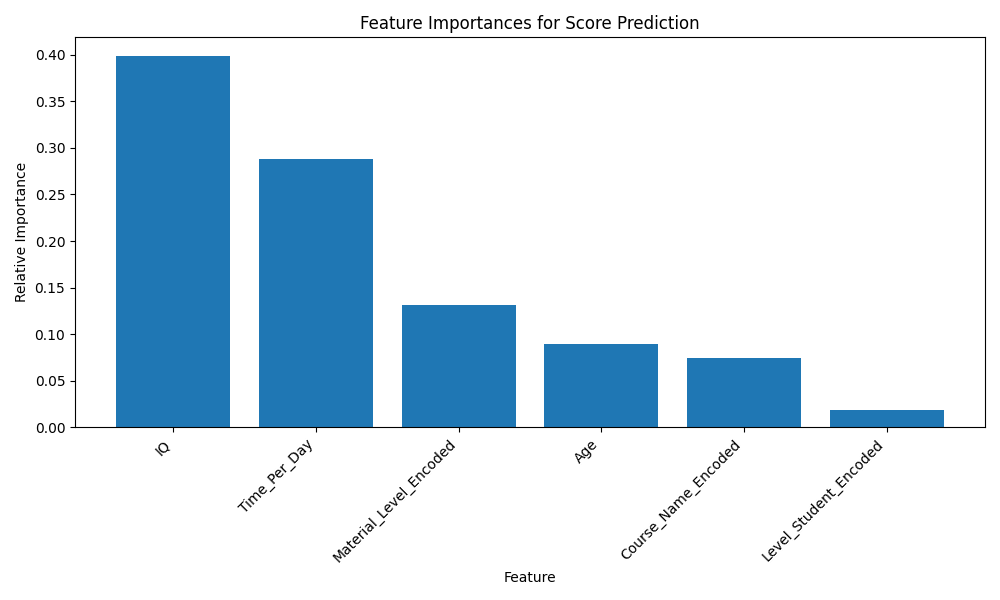 Feature Importances for Score Prediction
Relative Importance
0.40
0.35
0.30
0.25
0.20
0.15
0.10
0.05
0.00
IQ
Time_Per_Day
Material_Level_Encoded
Age
Course_Name_Encoded
Level_Student_Encoded
Feature